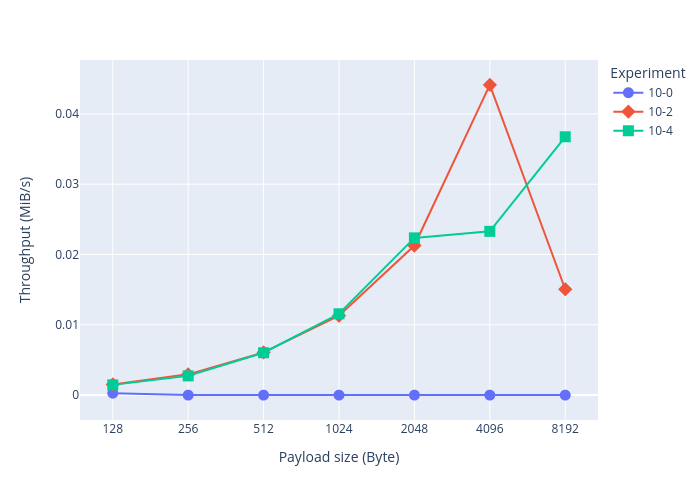 Experiment
10-0
10-2
10-4
Throughput (MiB/s)
0.04
0.03
0.02
0.01
0
128 256 512 1024 2048 4096 8192
Payload size (Byte)